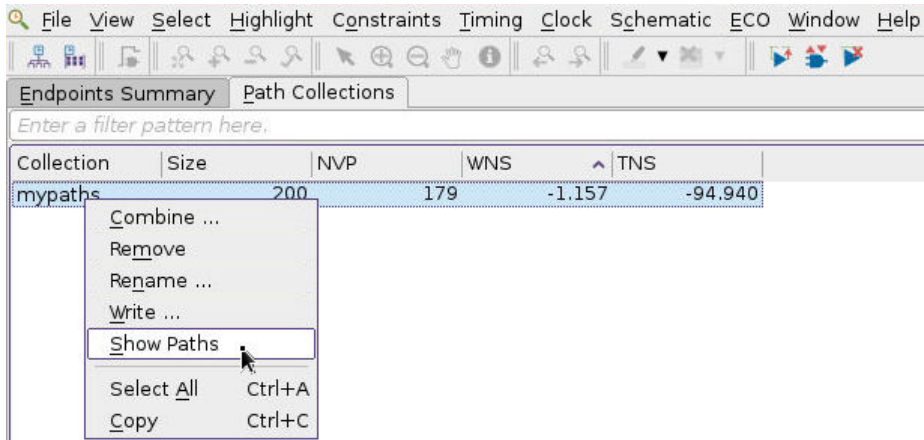 File View Select Highlight Constraints Timing Clock Schematic ECO Window Help
Endpoints Summary Path Collections
Enter a filter pattern here.
Collection Size NVP WNS TNS
mypaths 200 179 -1.157 -94.940
Combine ...
Remove
Rename ...
Write ...
Show Paths
Select All Ctrl+A
Copy Ctrl+C